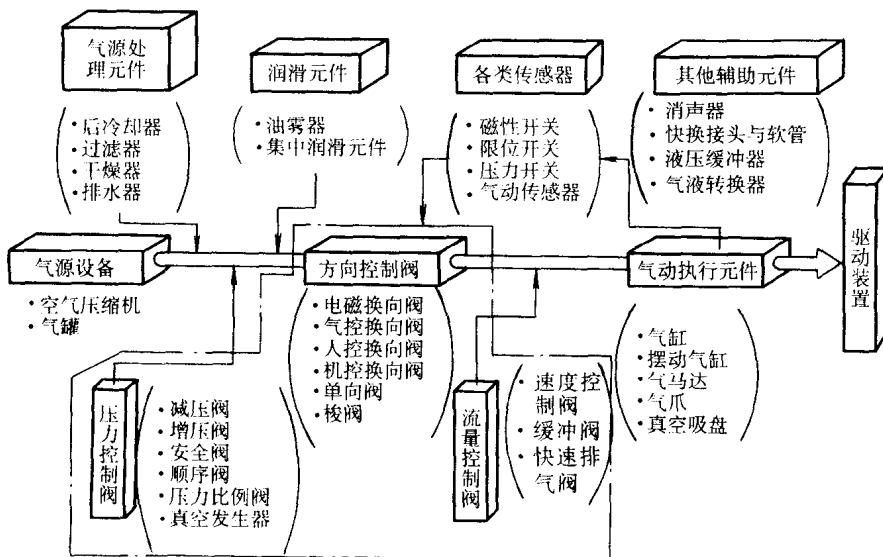 气源处
理元件
· 后冷却器
· 过滤器
· 干燥器
· 排水器
润滑元件
· 油雾器
· 集中润滑元件
各类传感器
· 磁性开关
· 限位开关
· 压力开关
· 气动传感器
其他辅助元件
· 消声器
· 快换接头与软管
· 液压缓冲器
· 气液转换器
气源设备
· 空气压缩机
· 气罐
方向控制阀
· 电磁换向阀
· 气控换向阀
· 人控换向阀
· 机控换向阀
· 单向阀
· 梭阀
气动执行元件
· 气缸
· 摆动气缸
· 气马达
· 气爪
· 真空吸盘
驱动装置
压力控制阀
· 减压阀
· 增压阀
· 安全阀
· 顺序阀
· 压力比例阀
· 真空发生器
流量控制阀
· 速度控
制阀
· 缓冲阀
· 快速排
气阀